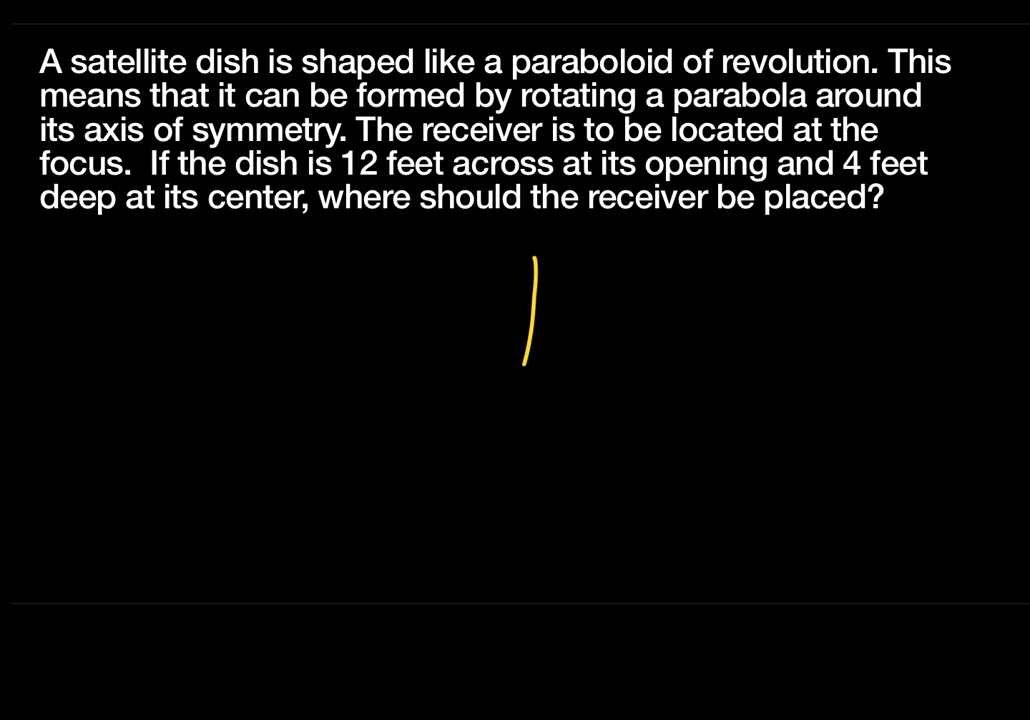 A satellite dish is shaped like a paraboloid of revolution. This
means that it can be formed by rotating a parabola around
its axis of symmetry. The receiver is to be located at the
focus.  If the dish is 12 feet across at its opening and 4 feet
deep at its center, where should the receiver be placed?